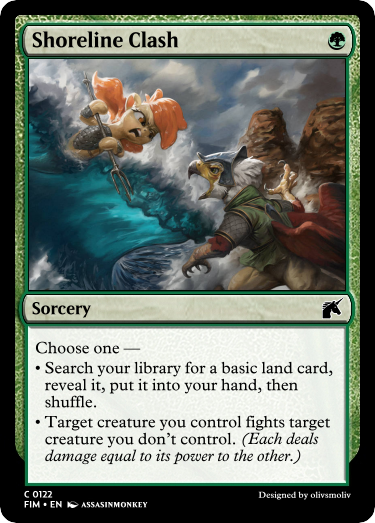 Shoreline Clash
Sorcery
Choose one —
• Search your library for a basic land card,
reveal it, put it into your hand, then
shuffle.
• Target creature you control fights target
creature you don't control. (Each deals
damage equal to its power to the other.)
C 0122
FIM • EN ASSASINMONKEY
Designed by olivsmoliv